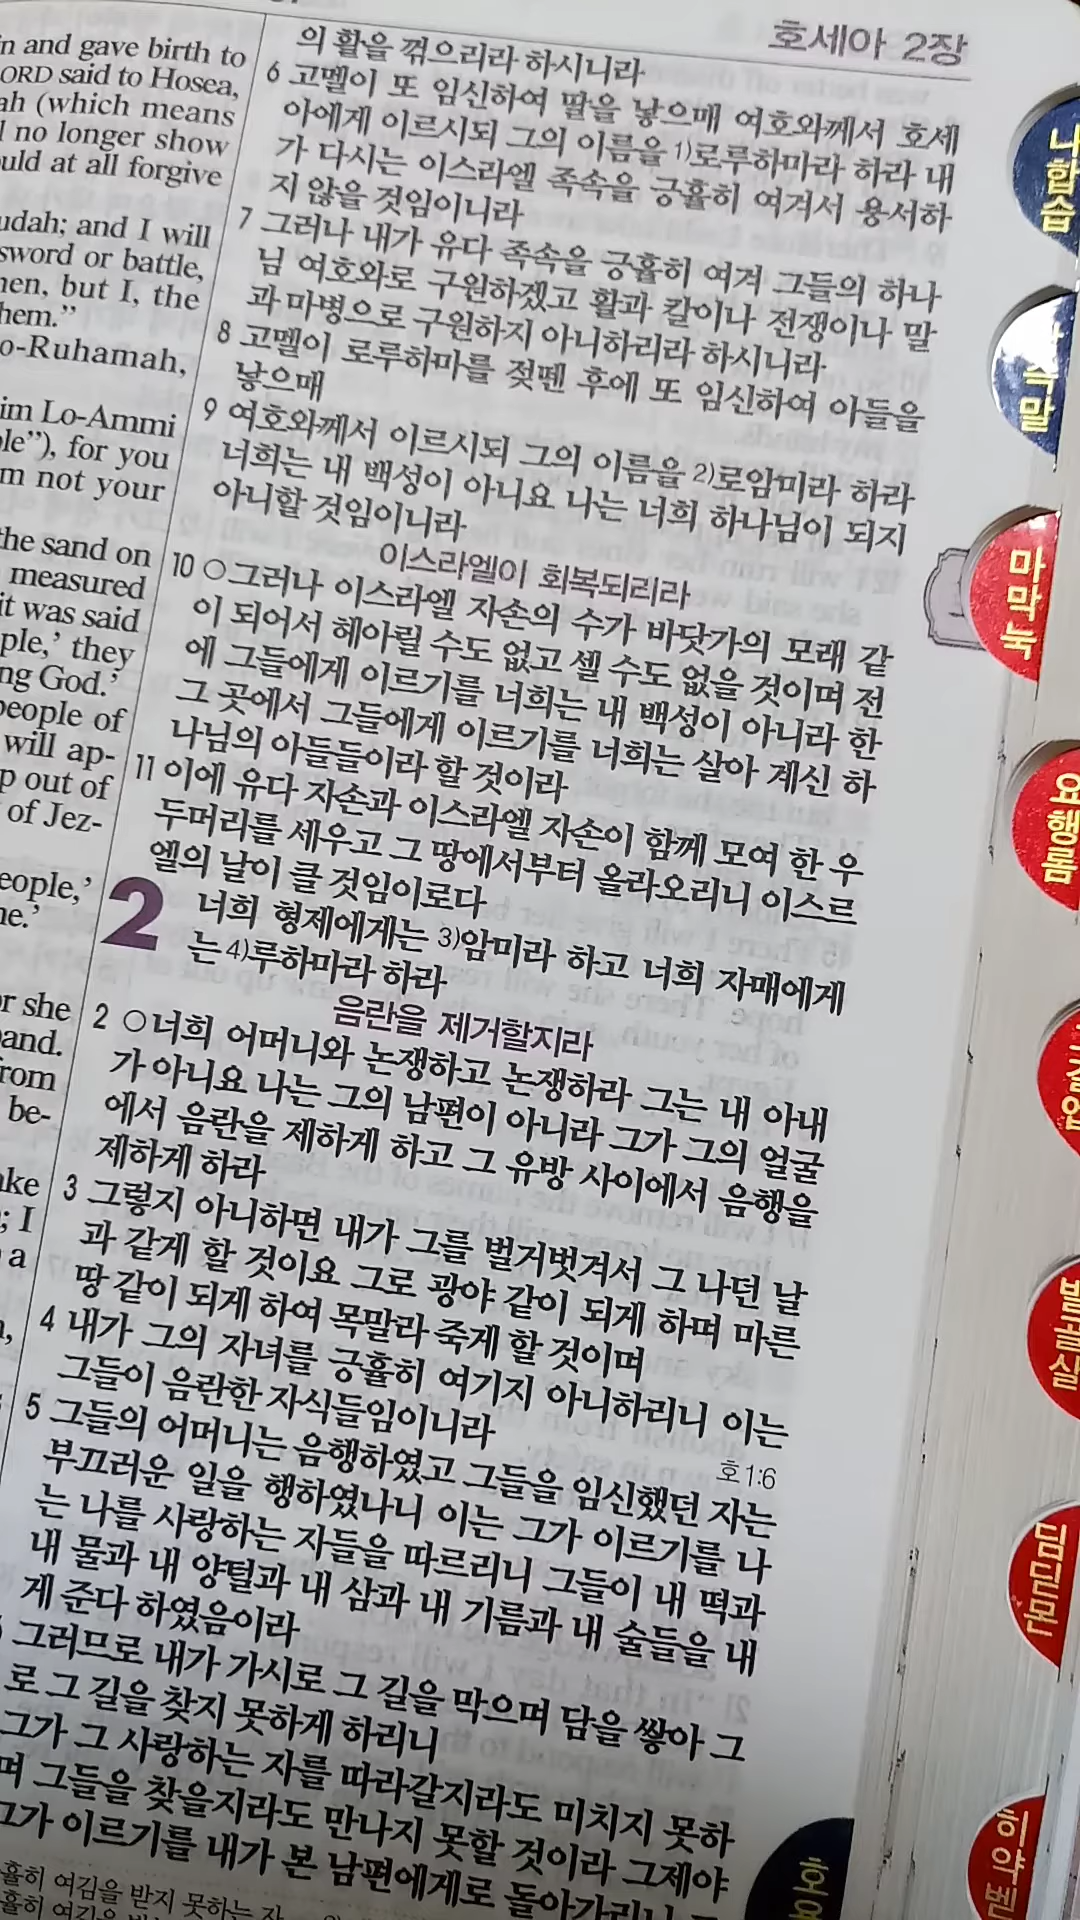 호세아 2장
n and gave birth to
ORD said to Hosea,
ah (which means
no longer show
uld at all forgive
udah; and I will
sword or battle,
men, but I, the
hem.”
o-Ruhamah,
im Lo-Ammi
le”), for you
m not your
the sand on
measured
it was said
ple,’ they
ng God.’
people of
will ap-
p out of
of Jez-
eople,’
ne.’
or she
band.
from
be-
ake
; I
a
의 활을 꺾으리라 하시니라
6 고멜이 또 임신하여 딸을 낳으매 여호와께서 호세
아에게 이르시되 그의 이름을 1)로루하마라 하라 내
가 다시는 이스라엘 족속을 긍휼히 여겨서 용서하
지 않을 것임이니라
7 그러나 내가 유다 족속을 긍휼히 여겨 그들의 하나
님 여호와로 구원하겠고 활과 칼이나 전쟁이나 말
과 마병으로 구원하지 아니하리라 하시니라
8 고멜이 로루하마를 젖뗀 후에 또 임신하여 아들을
낳으매
9 여호와께서 이르시되 그의 이름을 2)로암미라 하라
너희는 내 백성이 아니요 나는 너희 하나님이 되지
아니할 것임이니라
이스라엘이 회복되리라
10 ○그러나 이스라엘 자손의 수가 바닷가의 모래 같
이 되어서 헤아릴 수도 없고 셀 수도 없을 것이며 전
에 그들에게 이르기를 너희는 내 백성이 아니라 한
그 곳에서 그들에게 이르기를 너희는 살아 계신 하
나님의 아들들이라 할 것이라
11 이에 유다 자손과 이스라엘 자손이 함께 모여 한 우
두머리를 세우고 그 땅에서부터 올라오리니 이스르
엘의 날이 클 것임이로다
2 너희 형제에게는 3)암미라 하고 너희 자매에게
는 4)루하마라 하라
음란을 제거할지라
2 ○너희 어머니와 논쟁하고 논쟁하라 그는 내 아내
가 아니요 나는 그의 남편이 아니라 그가 그의 얼굴
에서 음란을 제하게 하고 그 유방 사이에서 음행을
제하게 하라
3 그렇지 아니하면 내가 그를 벌거벗겨서 그 나던 날
과 같게 할 것이요 그로 광야 같이 되게 하며 마른
땅 같이 되게 하여 목말라 죽게 할 것이며
4 내가 그의 자녀를 긍휼히 여기지 아니하리니 이는
그들이 음란한 자식들임이니라
호 1:6
5 그들의 어머니는 음행하였고 그들을 임신했던 자는
부끄러운 일을 행하였나니 이는 그가 이르기를 나
는 나를 사랑하는 자들을 따르리니 그들이 내 떡과
내 물과 내 양털과 내 삼과 내 기름과 내 술들을 내
게 준다 하였음이라
그러므로 내가 가시로 그 길을 막으며 담을 쌓아 그
로 그 길을 찾지 못하게 하리니
그가 그 사랑하는 자를 따라갈지라도 미치지 못하
며 그들을 찾을지라도 만나지 못할 것이라 그제야
그가 이르기를 내가 본 남편에게로 돌아가리니
휼히 여김을 받지 못하는 자
휼히 여김을
나합습
말
마막눅
요행롬
빌골살
딤딛몬
히약벧
호